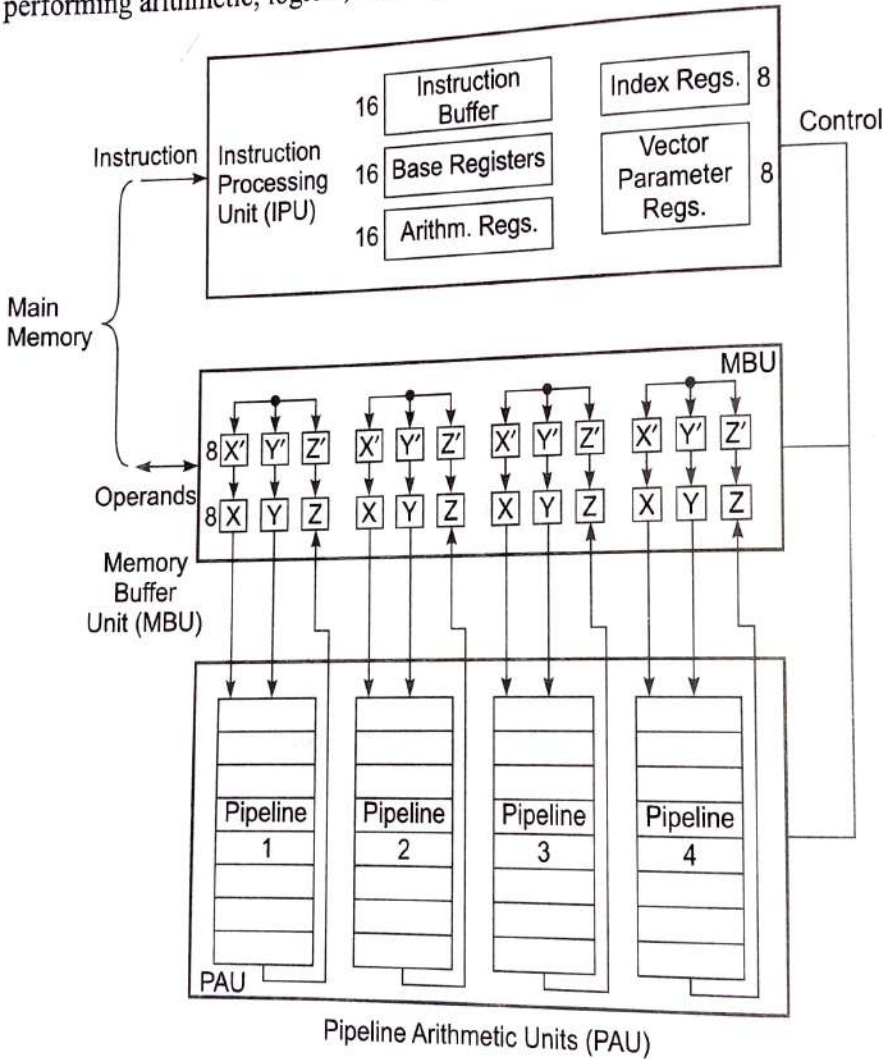 performing arithmetic, logical,
Instruction
Buffer
16
Index Regs. 8
Control
Instruction
Instruction
Processing
Unit (IPU)
16 Base Registers
Vector
Parameter
Regs.
8
16 Arithm. Regs.
Main
Memory
MBU
8 X' Y' Z' X' Y' Z' X' Y' Z' X' Y' Z'
Operands
8 X Y Z X Y Z X Y Z X Y Z
Memory
Buffer
Unit (MBU)
Pipeline Pipeline Pipeline Pipeline
1 2 3 4
PAU
Pipeline Arithmetic Units (PAU)